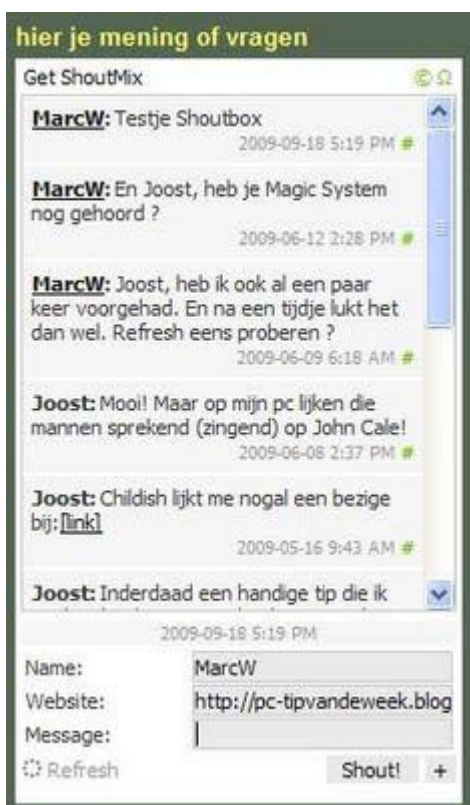 hier je mening of vragen
Get ShoutMix © Ω
MarcW: Testje Shoutbox
2009-09-18 5:19 PM #
MarcW: En Joost, heb je Magic System
nog gehoord ?
2009-06-12 2:28 PM #
MarcW: Joost, heb ik ook al een paar
keer voorgehad. En na een tijdje lukt het
dan wel. Refresh eens proberen ?
2009-06-09 6:18 AM #
Joost: Mooi! Maar op mijn pc lijken die
mannen sprekend (zingend) op John Cale!
2009-06-08 2:37 PM #
Joost: Childish lijkt me nogal een bezige
bij:[link]
2009-05-16 9:43 AM #
Joost: Inderdaad een handige tip die ik
2009-09-18 5:19 PM
Name: MarcW
Website: http://pc-tipvandeweek.blog
Message:
Refresh Shout! +